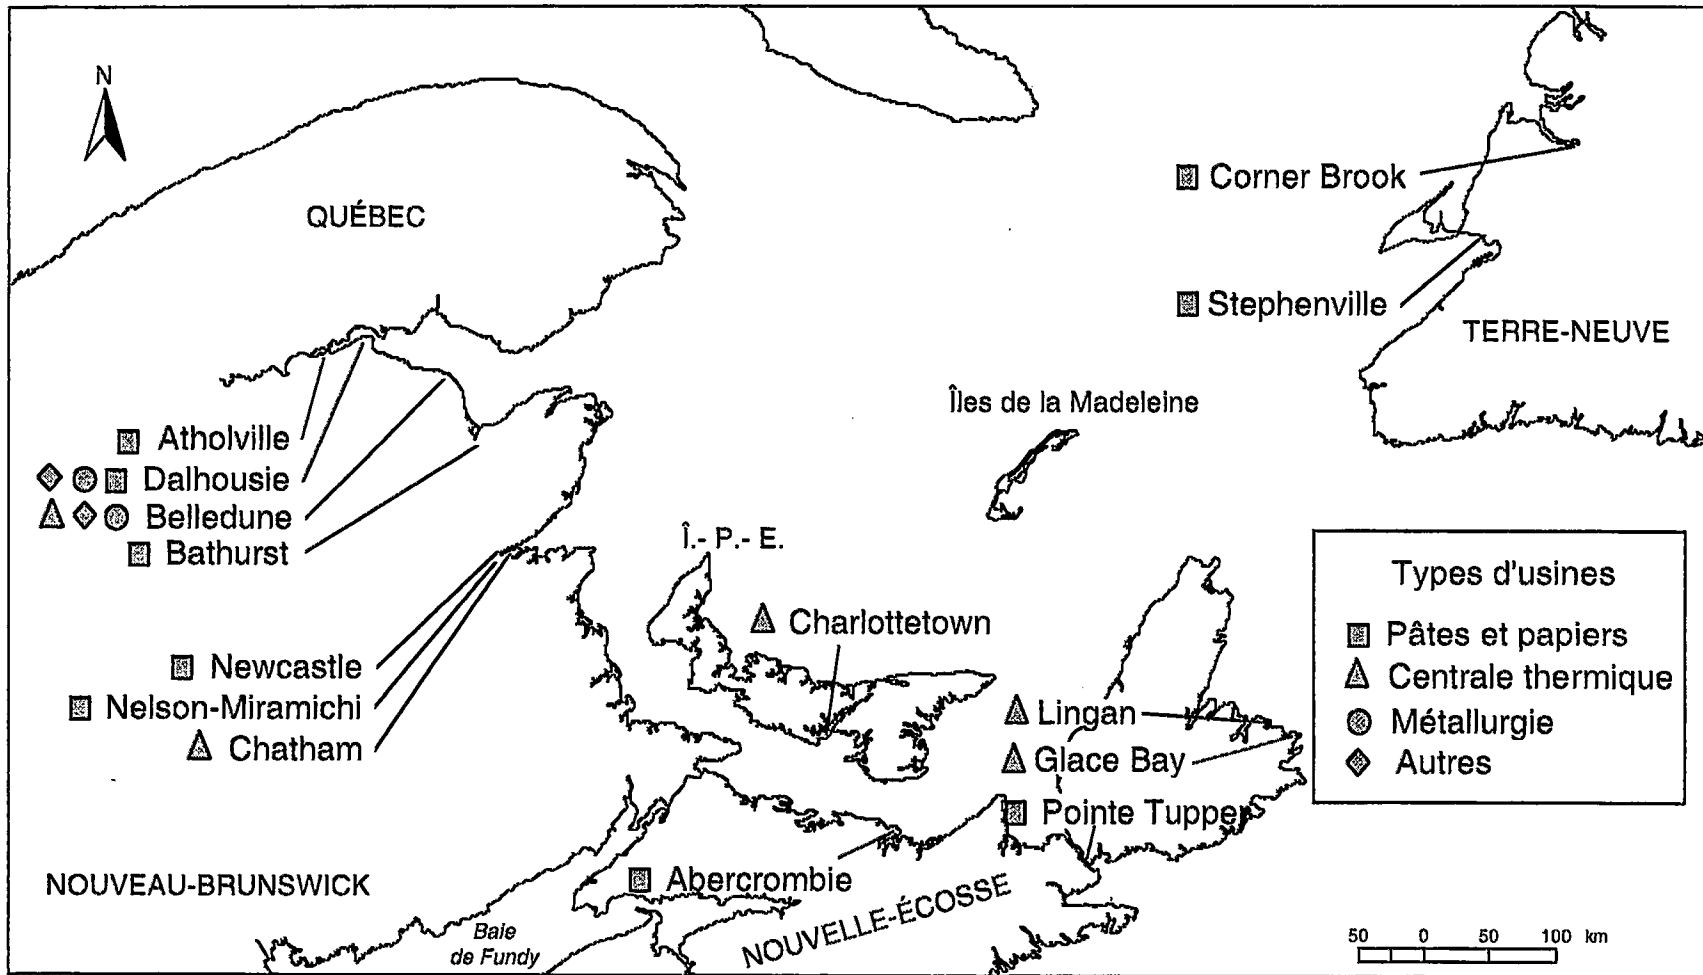 N
QUÉBEC
Corner Brook
Stephenville
TERRE-NEUVE
Îles de la Madeleine
Atholville
Dalhousie
Belledune
Bathurst
Î.- P.- E.
Charlottetown
Newcastle
Nelson-Miramichi
Chatham
Lingan
Glace Bay
Pointe Tupper
Abercrombie
NOUVEAU-BRUNSWICK
NOUVELLE-ÉCOSSE
Baie
de Fundy
Types d'usines
Pâtes et papiers
Centrale thermique
Métallurgie
Autres
50 0 50 100 km